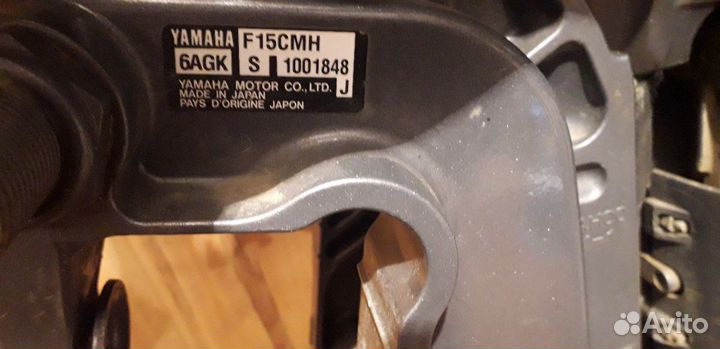 YAMAHA F15CMH
6AGK S 1001848
YAMAHA MOTOR CO., LTD. J
MADE IN JAPAN
PAYS D'ORIGINE JAPON
Avito